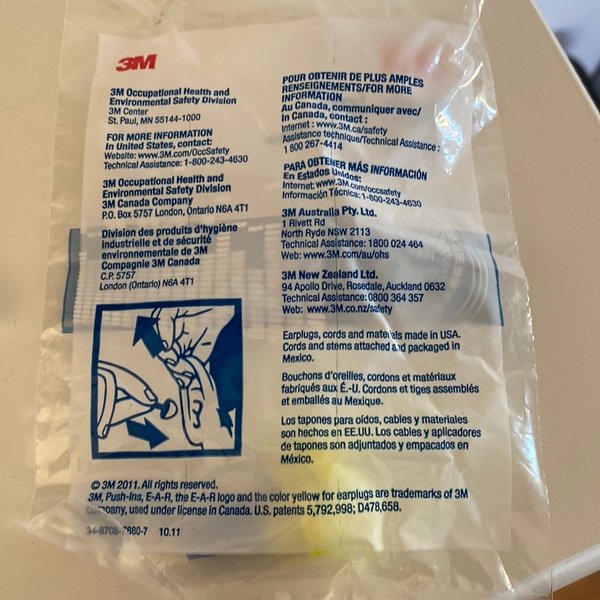 3M
3M Occupational Health and
Environmental Safety Division
3M Center
St. Paul, MN 55144-1000
FOR MORE INFORMATION
In United States, contact:
Website: www.3M.com/OccSafety
Technical Assistance: 1-800-243-4630
3M Occupational Health and
Environmental Safety Division
3M Canada Company
P.O. Box 5757 London, Ontario N6A 4T1
Division des produits d'hygiène
industrielle et de sécurité
environnementale de 3M
Compagnie 3M Canada
C.P. 5757
London (Ontario) N6A 4T1
POUR OBTENIR DE PLUS AMPLES
RENSEIGNEMENTS/FOR MORE
INFORMATION
Au Canada, communiquer avec/
In Canada, contact :
Internet : www.3M.ca/safety
Assistance technique/Technical Assistance :
1 800 267-4414
PARA OBTENER MÁS INFORMACIÓN
En Estados Unidos:
Internet: www.3M.com/occsafety
Información Técnica: 1-800-243-4630
3M Australia Pty. Ltd.
1 Rivett Rd
North Ryde NSW 2113
Technical Assistance: 1800 024 464
Web: www.3M.com/au/ohs
3M New Zealand Ltd.
94 Apollo Drive, Rosedale, Auckland 0632
Technical Assistance: 0800 364 357
Web: www.3M.co.nz/safety
Earplugs, cords and materials made in USA.
Cords and stems attached and packaged in
Mexico.
Bouchons d'oreilles, cordons et matériaux
fabriqués aux É.-U. Cordons et tiges assemblés
et emballés au Mexique.
Los tapones para oídos, cables y materiales
son hechos en EE.UU. Los cables y aplicadores
de tapones son adjuntados y empacados en
México.
© 3M 2011. All rights reserved.
3M, Push-Ins, E-A-R, the E-A-R logo and the color yellow for earplugs are trademarks of 3M
Company, used under license in Canada. U.S. patents 5,792,998; D478,658.
34-8706-7880-7 10.11